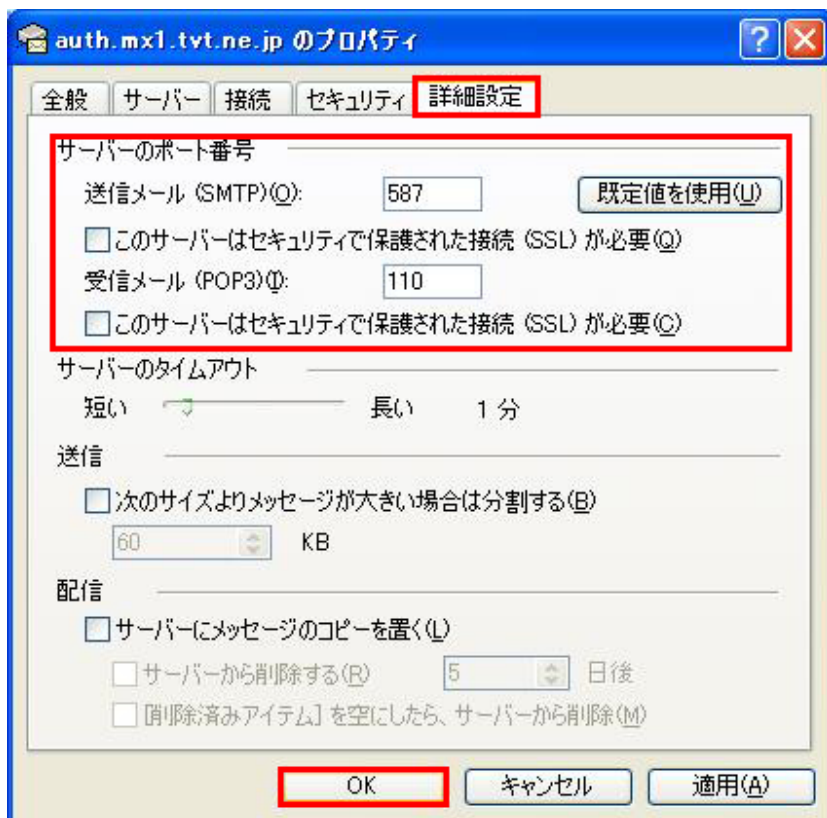 auth.mx1.tvt.ne.jp のプロパティ
全般 サーバー 接続 セキュリティ 詳細設定
サーバーのポート番号
送信メール (SMTP)(O): 587 既定値を使用(U)
このサーバーはセキュリティで保護された接続 (SSL) が必要(Q)
受信メール (POP3)(I): 110
このサーバーはセキュリティで保護された接続 (SSL) が必要(C)
サーバーのタイムアウト
短い 長い 1 分
送信
次のサイズよりメッセージが大きい場合は分割する(B)
60 KB
配信
サーバーにメッセージのコピーを置く(L)
サーバーから削除する(R) 5 日後
[削除済みアイテム] を空にしたら、サーバーから削除(M)
OK キャンセル 適用(A)